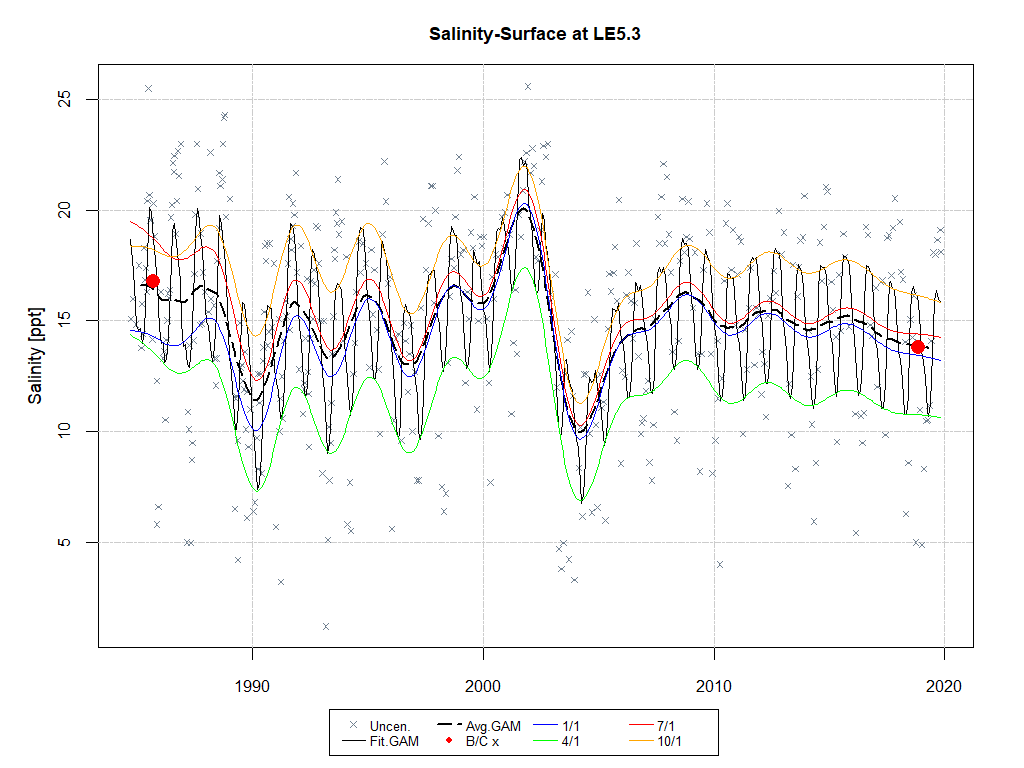 Salinity-Surface at LE5.3
Salinity [ppt]
25
20
15
10
5
1990 2000 2010 2020
Uncen. Avg.GAM 1/1 7/1
Fit.GAM B/C x 4/1 10/1